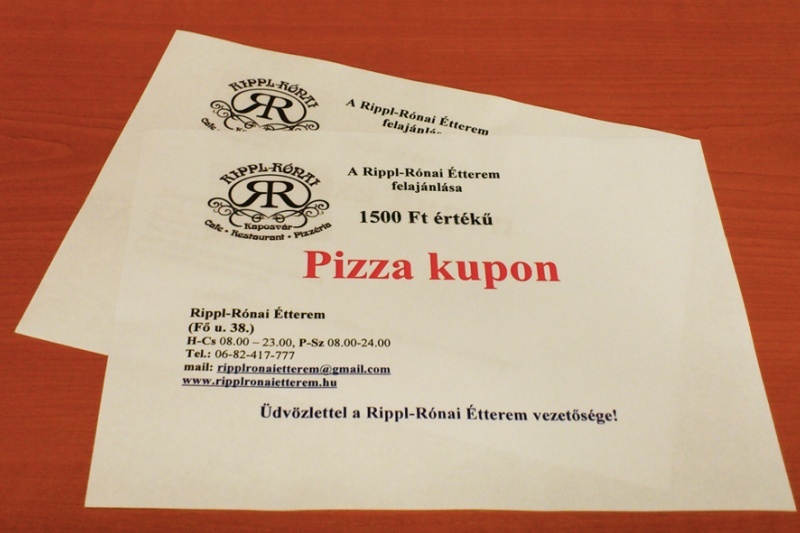 RIPPL-RÓNAI
RR
A Rippl-Rónai Étterem
felajánlása
RIPPL-RÓNAI
RR
Kaposvár
Cafe • Restaurant • Pizzéria
A Rippl-Rónai Étterem
felajánlása
1500 Ft értékű
Pizza kupon
Rippl-Rónai Étterem
(Fő u. 38.)
H-Cs 08.00 – 23.00, P-Sz 08.00-24.00
Tel.: 06-82-417-777
mail: ripplronaietterem@gmail.com
www.ripplronaietterem.hu
Üdvözlettel a Rippl-Rónai Étterem vezetősége!